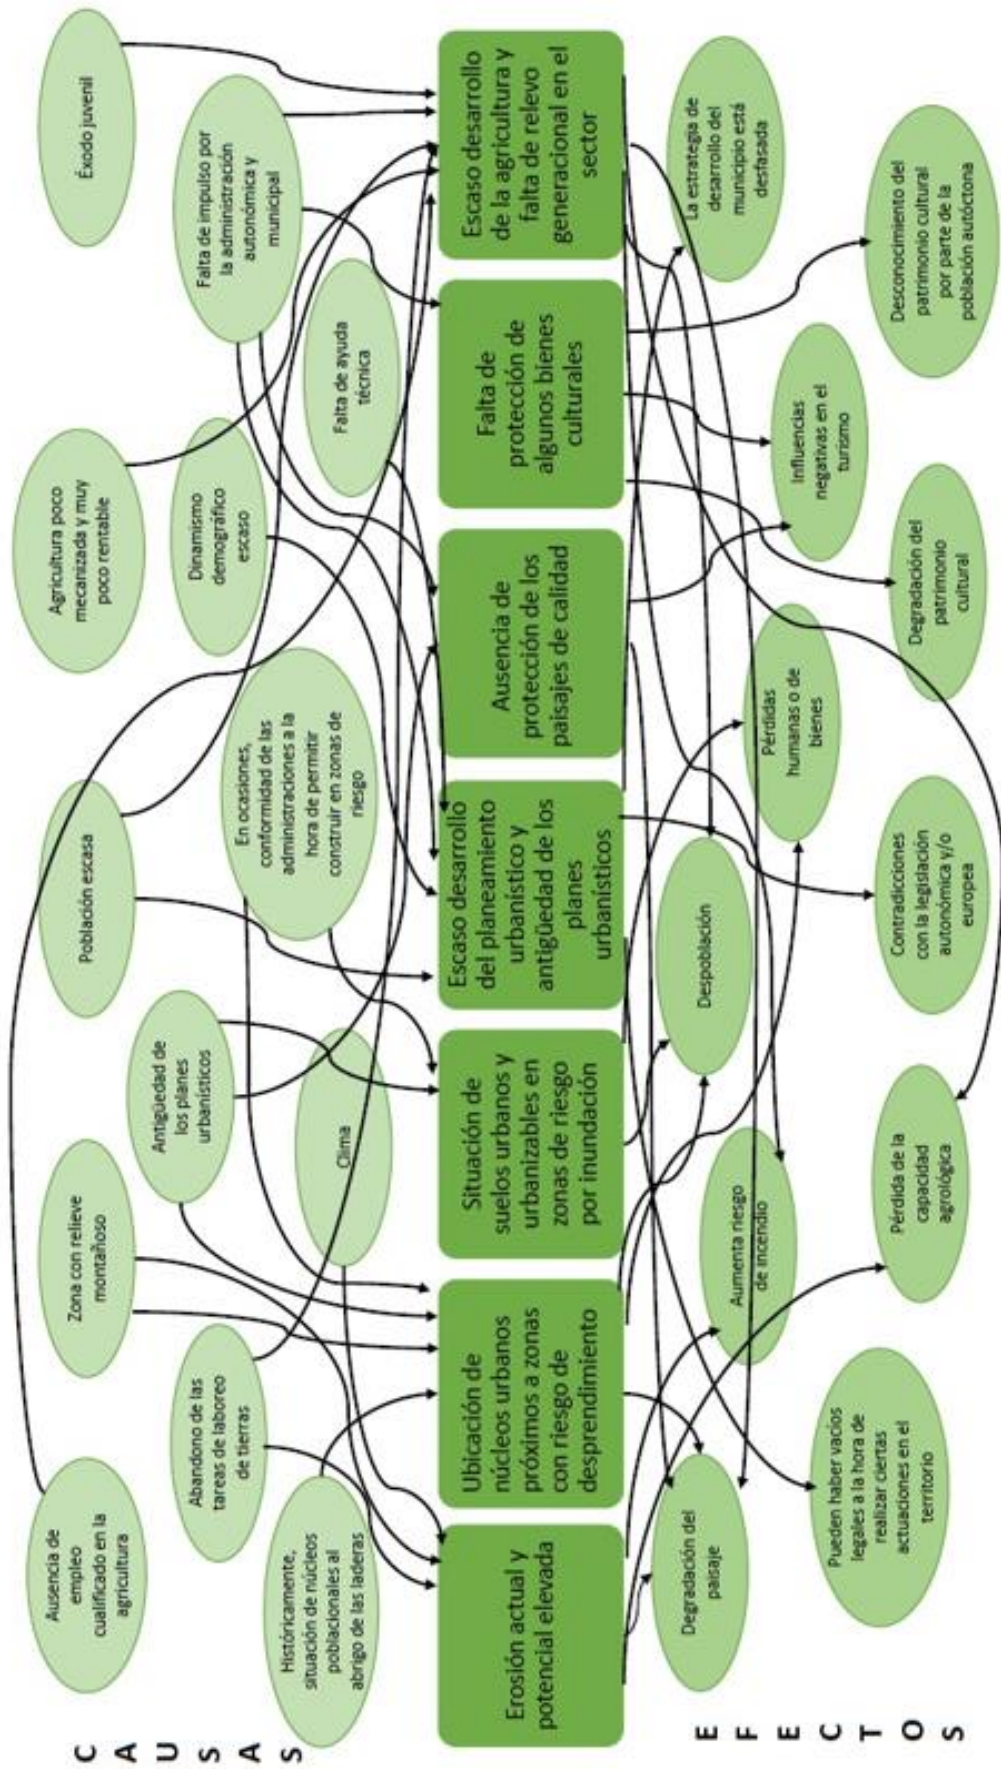 C
A
U
S
A
S
Ausencia de
empleo
cualificado en la
agricultura
Zona con relieve
montañoso
Población escasa
Agricultura poco
mecanizada y muy
poco rentable
Éxodo juvenil
Abandono de las
tareas de laboreo
de tierras
Antigüedad de
los planes
urbanísticos
Dinamismo
demográfico
escaso
Falta de impulso por
la administración
autonómica y
municipal
Históricamente,
situación de núcleos
poblacionales al
abrigo de las laderas
Clima
En ocasiones,
conformidad de las
administraciones a la
hora de permitir
construir en zonas de
riesgo
Falta de ayuda
técnica
Erosión actual y
potencial elevada
Ubicación de
núcleos urbanos
próximos a zonas
con riesgo de
desprendimiento
Situación de
suelos urbanos y
urbanizables en
zonas de riesgo
por inundación
Escaso desarrollo
del planeamiento
urbanístico y
antigüedad de los
planes
urbanísticos
Ausencia de
protección de los
paisajes de calidad
Falta de
protección de
algunos bienes
culturales
Escaso desarrollo
de la agricultura y
falta de relevo
generacional en el
sector
E
F
E
C
T
O
S
Degradación del
paisaje
Aumenta riesgo
de incendio
Despoblación
Pérdidas
humanas o de
bienes
Influencias
negativas en el
turismo
La estrategia de
desarrollo del
municipio está
desfasada
Pueden haber vacíos
legales a la hora de
realizar ciertas
actuaciones en el
territorio
Pérdida de la
capacidad
agrológica
Contradicciones
con la legislación
autonómica y/o
europea
Degradación del
patrimonio
cultural
Desconocimiento del
patrimonio cultural
por parte de la
población autóctona